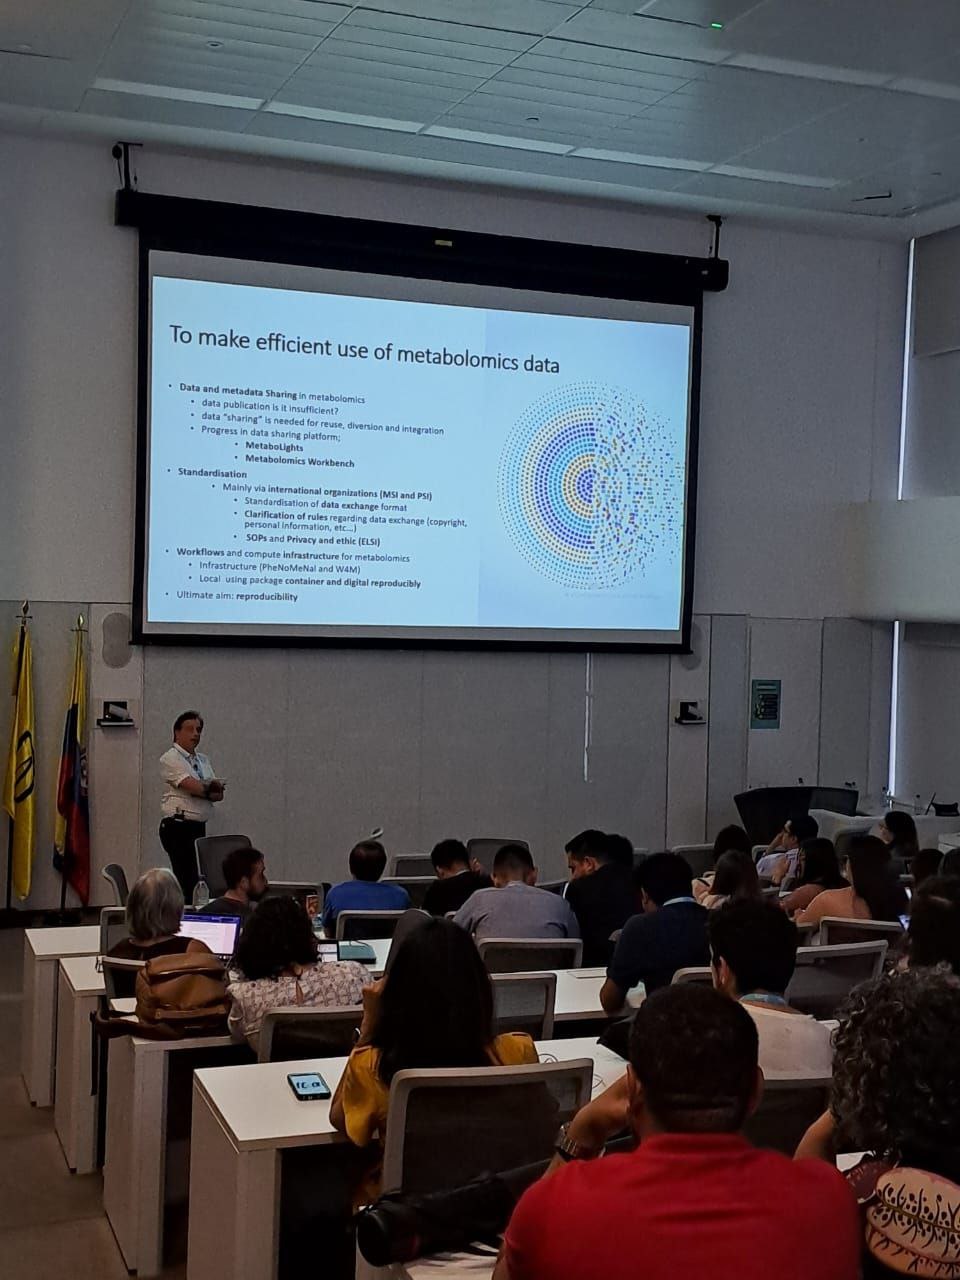 To make efficient use of metabolomics data
• Data and metadata Sharing in metabolomics
• data publication is it insufficient?
• data "sharing" is needed for reuse, diversion and integration
• Progress in data sharing platform;
• MetaboLights
• Metabolomics Workbench
• Standardisation
• Mainly via international organizations (MSI and PSI)
• Standardisation of data exchange format
• Clarification of rules regarding data exchange (copyright,
personal information, etc...)
• SOPs and Privacy and ethic (ELSI)
• Workflows and compute infrastructure for metabolomics
• Infrastructure (PheNoMeNal and W4M)
• Local using package container and digital reproducibly
• Ultimate aim: reproducibility